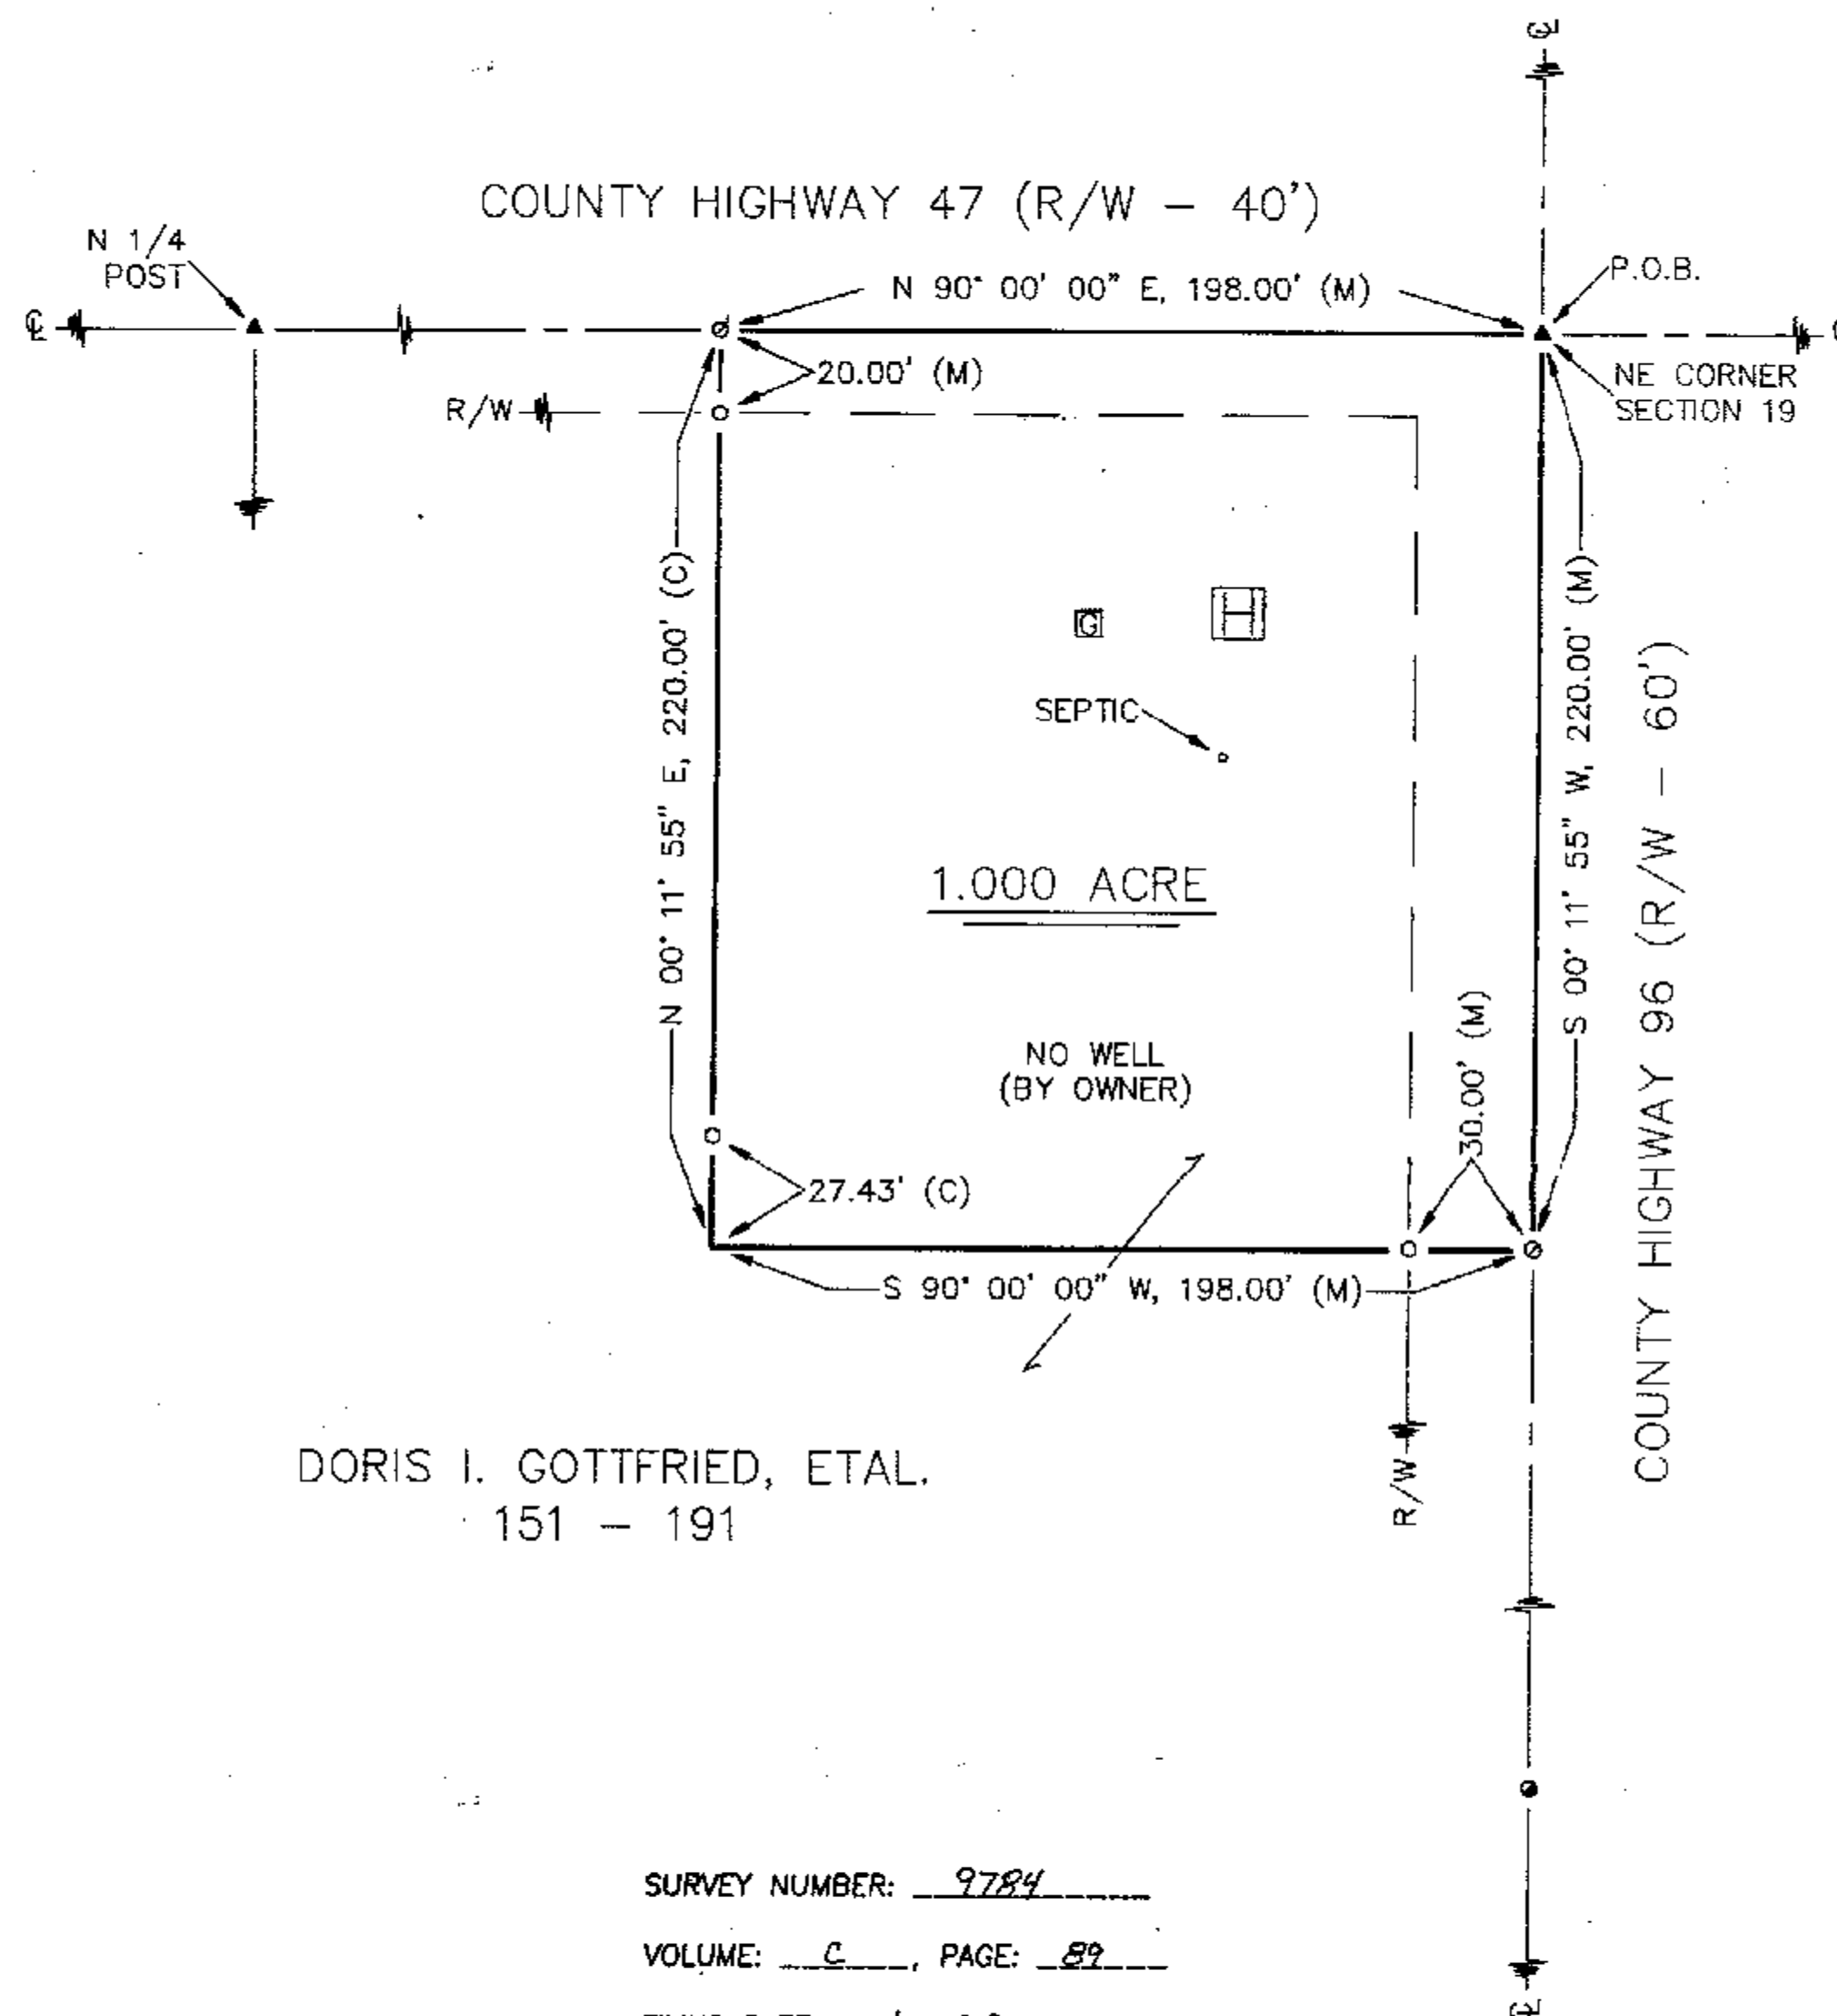 ℄
COUNTY HIGHWAY 47 (R/W - 40')
N 1/4
POST
N 90° 00' 00" E, 198.00' (M)
P.O.B.
℄
20.00' (M)
NE CORNER
SECTION 19
R/W
N 00° 11' 55" E, 220.00' (C)
S 00° 11' 55" W, 220.00' (M)
G
H
SEPTIC
COUNTY HIGHWAY 96 (R/W - 60')
1.000 ACRE
NO WELL
(BY OWNER)
30.00' (M)
27.43' (C)
S 90° 00' 00" W, 198.00' (M)
R/W
DORIS I. GOTTFRIED, ETAL.
151 - 191
SURVEY NUMBER: 9784
VOLUME: C, PAGE: 89
℄